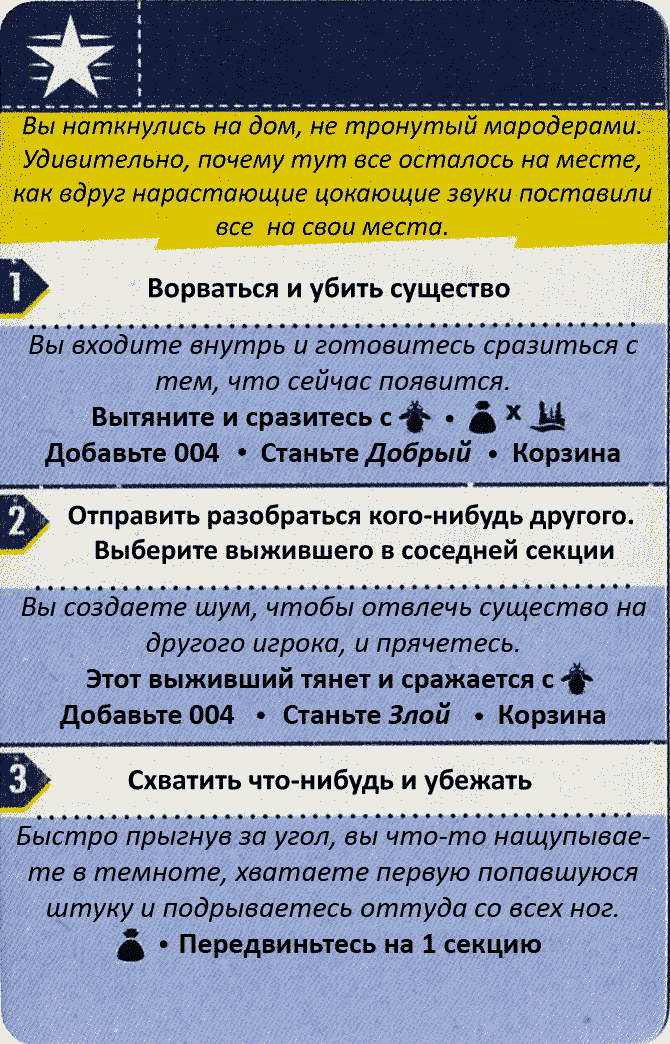 Вы наткнулись на дом, не тронутый мародерами.
Удивительно, почему тут все осталось на месте,
как вдруг нарастающие цокающие звуки поставили
все на свои места.
1
Ворваться и убить существо
Вы входите внутрь и готовитесь сразиться с
тем, что сейчас появится.
Вытяните и сразитесь с • x
Добавьте 004 • Станьте Добрый • Корзина
2
Отправить разобраться кого-нибудь другого.
Выберите выжившего в соседней секции
Вы создаете шум, чтобы отвлечь существо на
другого игрока, и прячетесь.
Этот выживший тянет и сражается с
Добавьте 004 • Станьте Злой • Корзина
3
Схватить что-нибудь и убежать
Быстро прыгнув за угол, вы что-то нащупывае-
те в темноте, хватаете первую попавшуюся
штуку и подрываетесь оттуда со всех ног.
• Передвиньтесь на 1 секцию